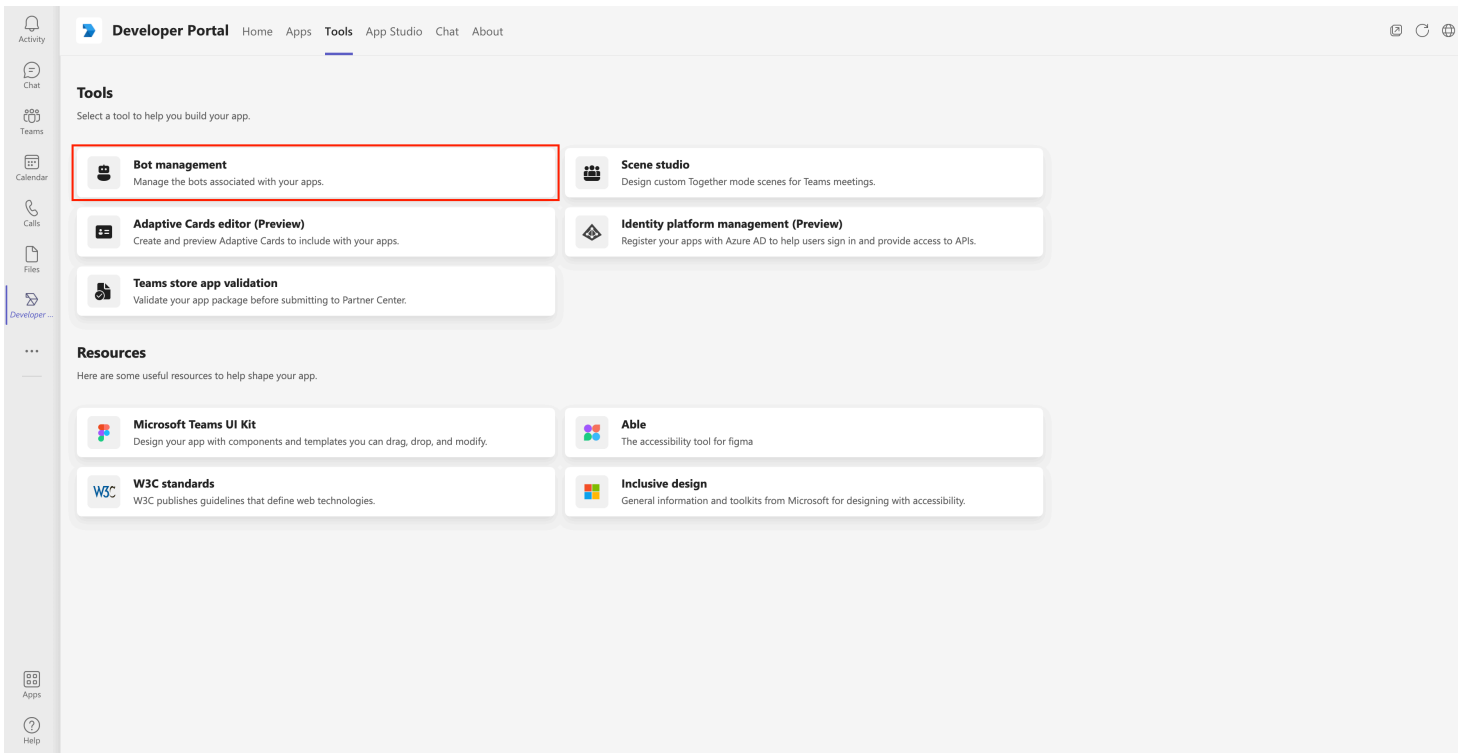 Activity
Chat
Teams
Calendar
Calls
Files
Developer ...
Apps
Help
Developer Portal Home Apps Tools App Studio Chat About
Tools
Select a tool to help you build your app.
Bot management
Manage the bots associated with your apps.
Scene studio
Design custom Together mode scenes for Teams meetings.
Adaptive Cards editor (Preview)
Create and preview Adaptive Cards to include with your apps.
Identity platform management (Preview)
Register your apps with Azure AD to help users sign in and provide access to APIs.
Teams store app validation
Validate your app package before submitting to Partner Center.
Resources
Here are some useful resources to help shape your app.
Microsoft Teams UI Kit
Design your app with components and templates you can drag, drop, and modify.
Able
The accessibility tool for figma
W3C
W3C standards
W3C publishes guidelines that define web technologies.
Inclusive design
General information and toolkits from Microsoft for designing with accessibility.